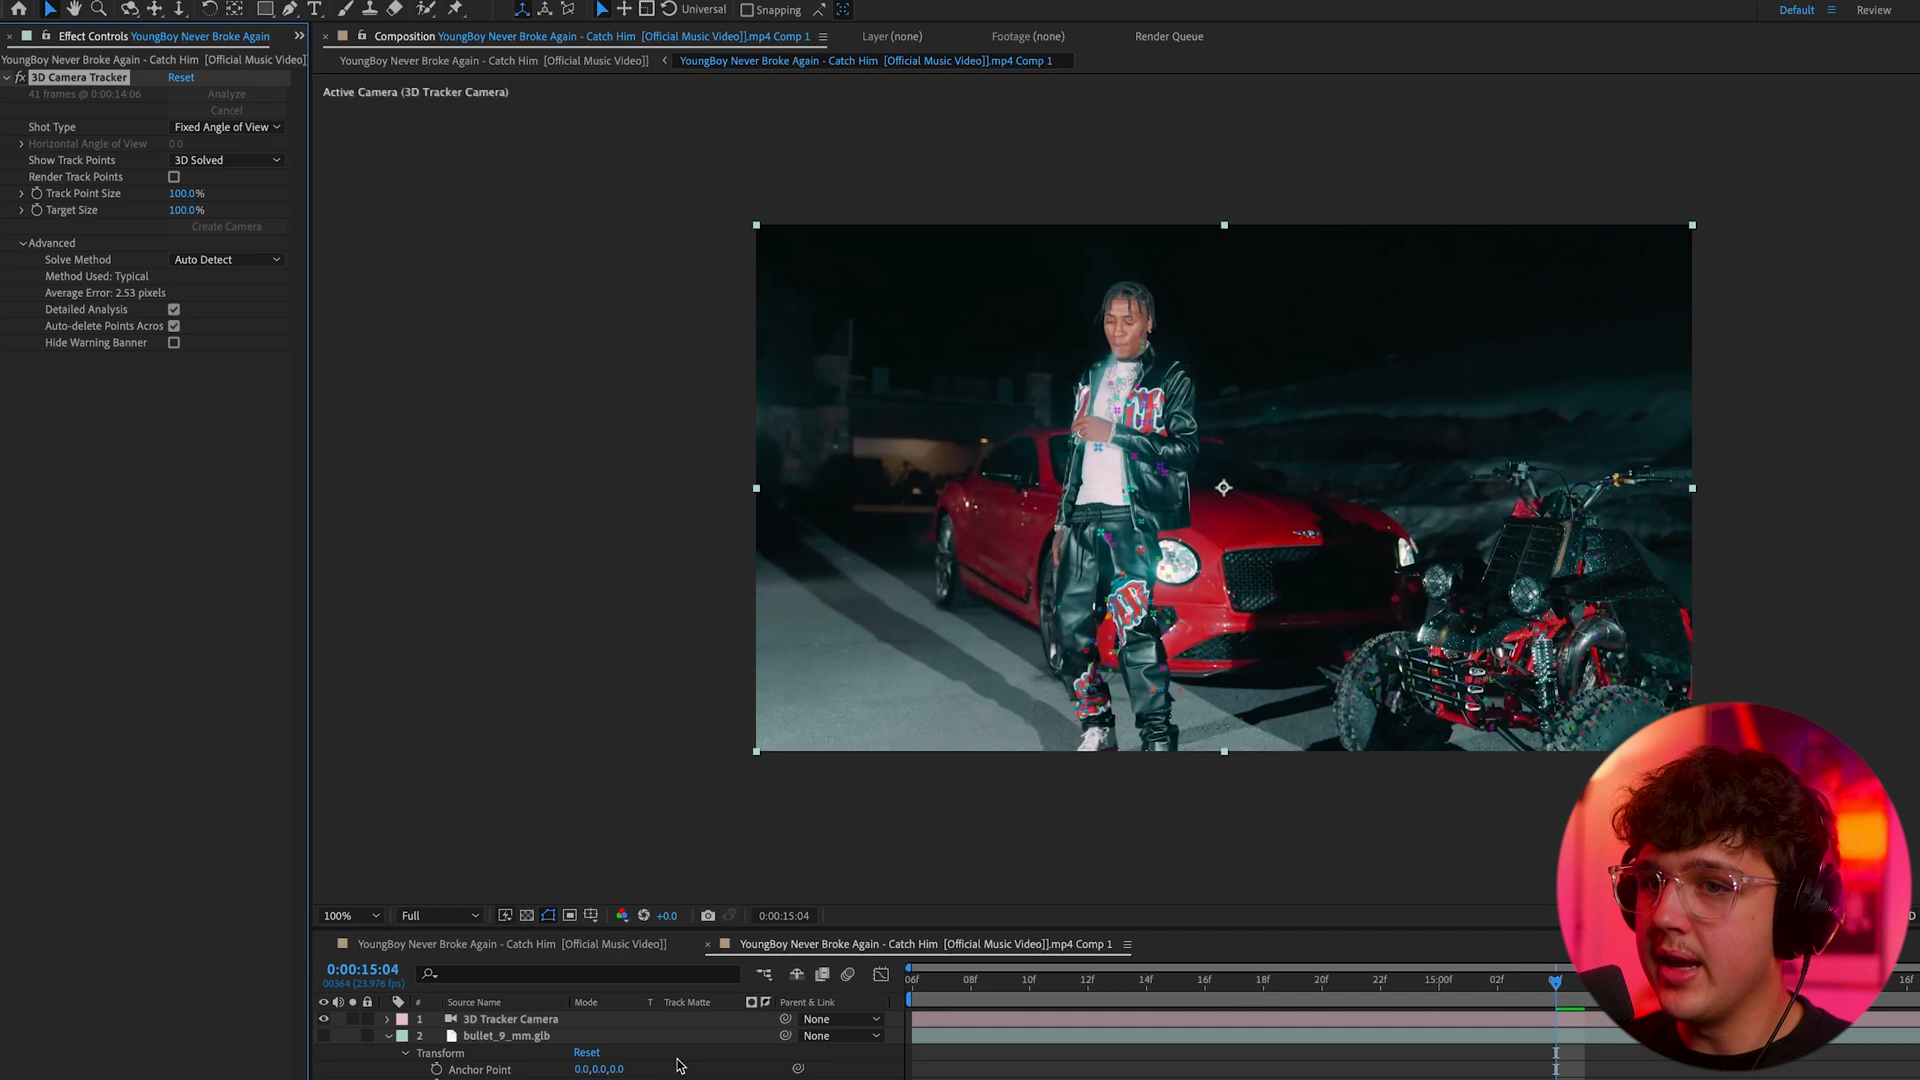 Universal
Snapping
Default
Review
Effect Controls YoungBoy Never Broke Again
Composition YoungBoy Never Broke Again - Catch Him [Official Music Video]].mp4 Comp 1
Layer (none)
Footage (none)
Render Queue
YoungBoy Never Broke Again - Catch Him [Official Music Video]
YoungBoy Never Broke Again - Catch Him [Official Music Video]]
YoungBoy Never Broke Again - Catch Him [Official Music Video]].mp4 Comp 1
fx 3D Camera Tracker Reset
41 frames @ 0:00:14:06 Analyze
Cancel
Shot Type Fixed Angle of View
Horizontal Angle of View 0.0
Show Track Points 3D Solved
Render Track Points
Track Point Size 100.0%
Target Size 100.0%
Create Camera
Advanced
Solve Method Auto Detect
Method Used: Typical
Average Error: 2.53 pixels
Detailed Analysis
Auto-delete Points Acros
Hide Warning Banner
Active Camera (3D Tracker Camera)
100% Full +0.0 0:00:15:04
YoungBoy Never Broke Again - Catch Him [Official Music Video]]
YoungBoy Never Broke Again - Catch Him [Official Music Video]].mp4 Comp 1
0:00:15:04
00364 (23.976 fps)
06f 08f 10f 12f 14f 16f 18f 20f 22f 15:00f 02f 16f
# Source Name Mode T Track Matte Parent & Link
1 3D Tracker Camera None
2 bullet_9_mm.glb None
Transform Reset
Anchor Point 0.0,0.0,0.0